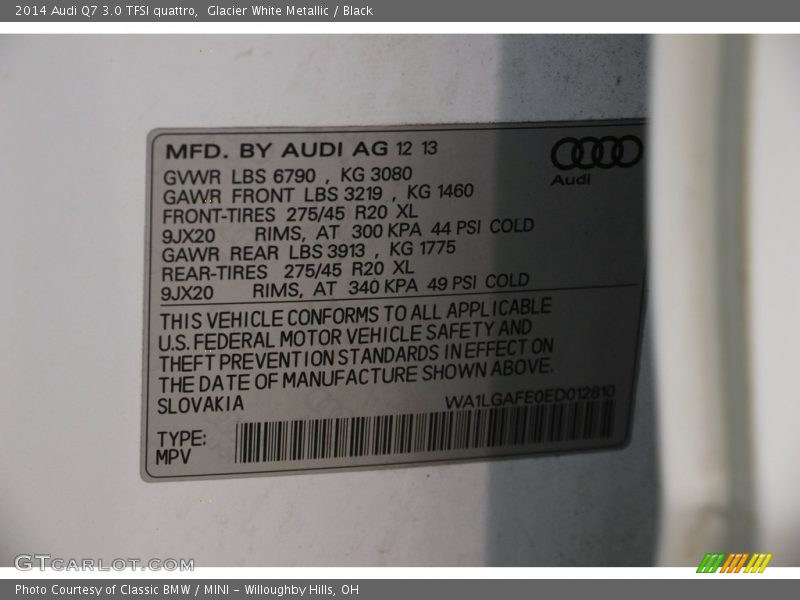 2014 Audi Q7 3.0 TFSI quattro,  Glacier White Metallic / Black
MFD. BY AUDI AG 12 13
Audi
GVWR LBS 6790 , KG 3080
GAWR FRONT LBS 3219 , KG 1460
FRONT-TIRES 275/45 R20 XL
9JX20 RIMS, AT 300 KPA 44 PSI COLD
GAWR REAR LBS 3913 , KG 1775
REAR-TIRES 275/45 R20 XL
9JX20 RIMS, AT 340 KPA 49 PSI COLD
THIS VEHICLE CONFORMS TO ALL APPLICABLE
U.S. FEDERAL MOTOR VEHICLE SAFETY AND
THEFT PREVENTION STANDARDS IN EFFECT ON
THE DATE OF MANUFACTURE SHOWN ABOVE.
SLOVAKIA WA1LGAFE0ED012810
TYPE:
MPV
GTcarlot.com
Photo Courtesy of Classic BMW / MINI - Willoughby Hills, OH